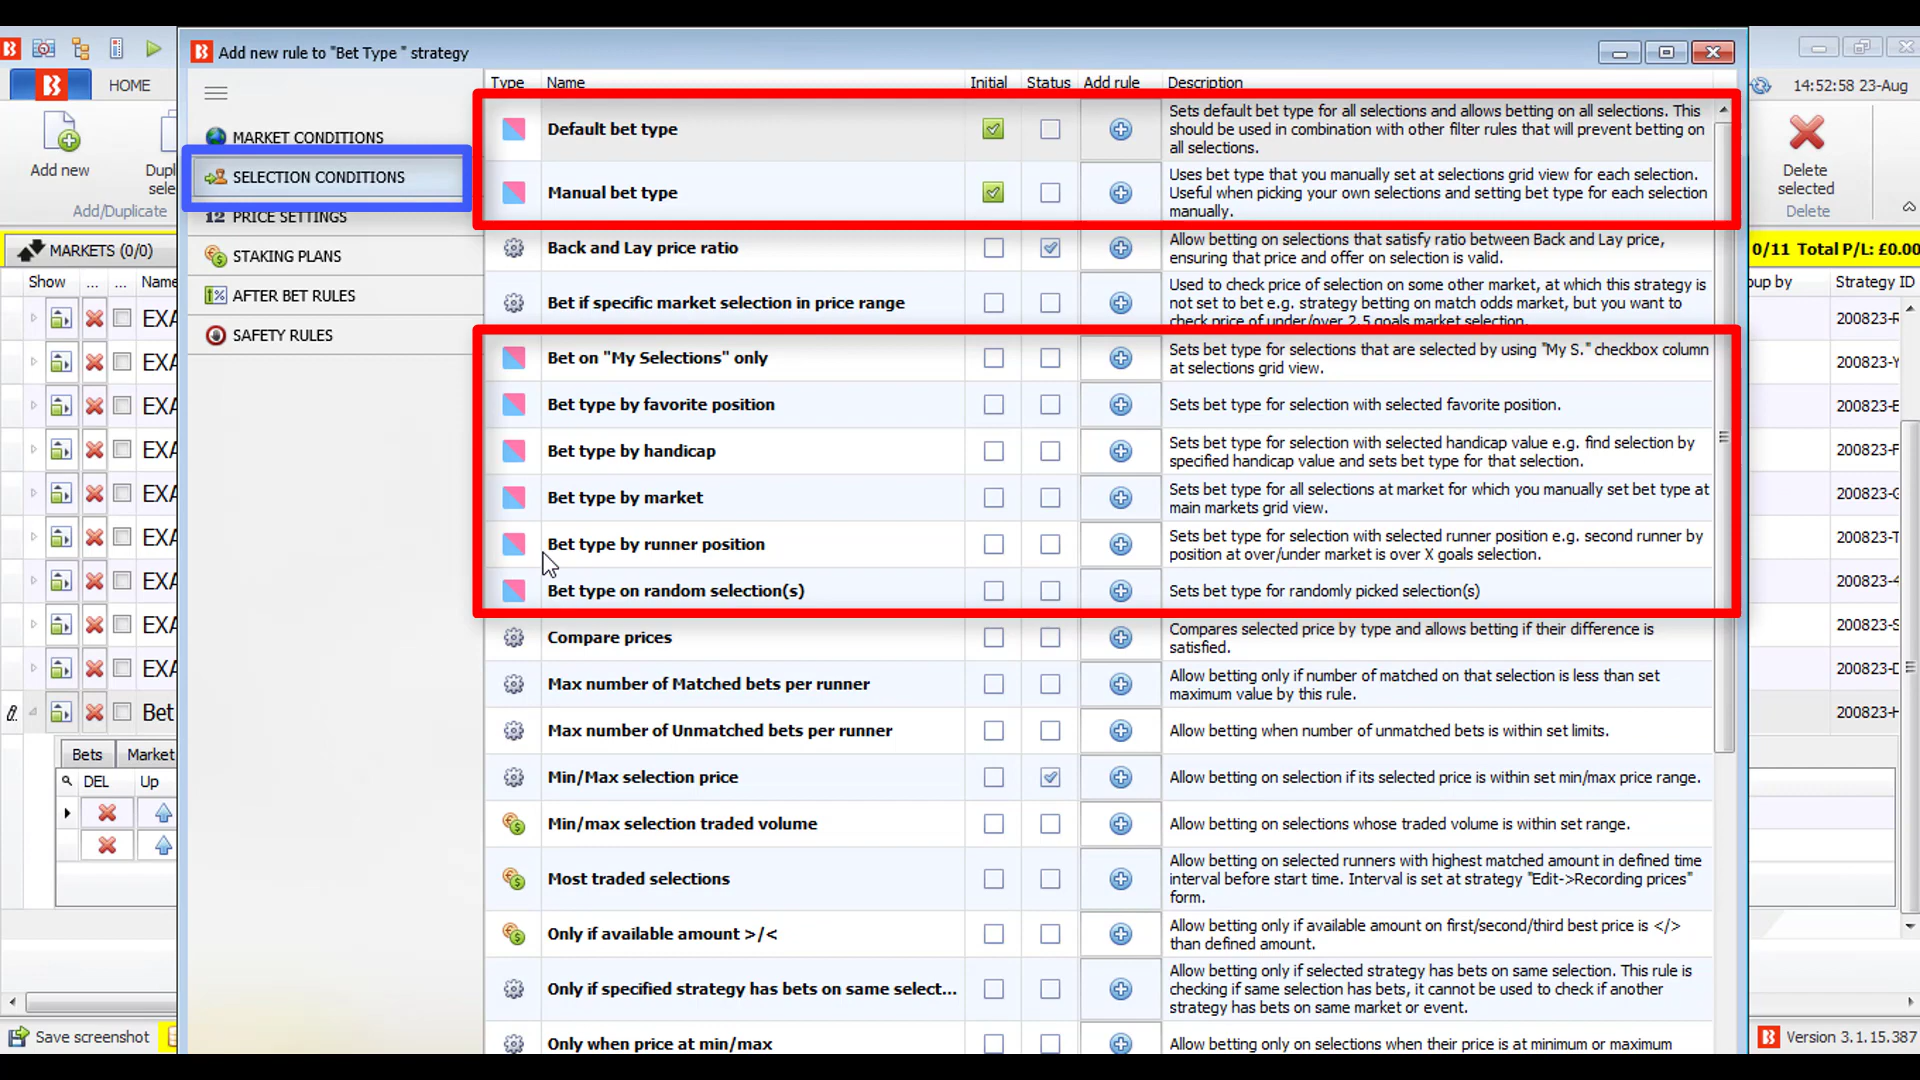 Add new rule to "Bet Type " strategy
HOME
14:52:58 23-Aug
Add new
Dupl
sele
Add/Duplicate
Delete
selected
Delete
MARKETS (0/0)
0/11 Total P/L: £0.00
Show ... ... Name
oup by Strategy ID
EXA 200823-R
EXA 200823-Y
EXA 200823-E
EXA 200823-F
EXA 200823-G
EXA 200823-T
EXA 200823-4
EXA 200823-S
EXA 200823-D
Bet 200823-H
Bets Market
DEL Up
Save screenshot
Version 3.1.15.387
MARKET CONDITIONS
SELECTION CONDITIONS
12 PRICE SETTINGS
STAKING PLANS
AFTER BET RULES
SAFETY RULES
Type Name Initial Status Add rule Description
Default bet type
Sets default bet type for all selections and allows betting on all selections. This
should be used in combination with other filter rules that will prevent betting on
all selections.
Manual bet type
Uses bet type that you manually set at selections grid view for each selection.
Useful when picking your own selections and setting bet type for each selection
manually.
Back and Lay price ratio
Allow betting on selections that satisfy ratio between Back and Lay price,
ensuring that price and offer on selection is valid.
Bet if specific market selection in price range
Used to check price of selection on some other market, at which this strategy is
not set to bet e.g. strategy betting on match odds market, but you want to
check price of under/over 2.5 goals market selection.
Bet on "My Selections" only
Sets bet type for selections that are selected by using "My S." checkbox column
at selections grid view.
Bet type by favorite position
Sets bet type for selection with selected favorite position.
Bet type by handicap
Sets bet type for selection with selected handicap value e.g. find selection by
specified handicap value and sets bet type for that selection.
Bet type by market
Sets bet type for all selections at market for which you manually set bet type at
main markets grid view.
Bet type by runner position
Sets bet type for selection with selected runner position e.g. second runner by
position at over/under market is over X goals selection.
Bet type on random selection(s)
Sets bet type for randomly picked selection(s)
Compare prices
Compares selected price by type and allows betting if their difference is
satisfied.
Max number of Matched bets per runner
Allow betting only if number of matched on that selection is less than set
maximum value by this rule.
Max number of Unmatched bets per runner
Allow betting when number of unmatched bets is within set limits.
Min/Max selection price
Allow betting on selection if its selected price is within set min/max price range.
Min/max selection traded volume
Allow betting on selections whose traded volume is within set range.
Most traded selections
Allow betting on selected runners with highest matched amount in defined time
interval before start time. Interval is set at strategy "Edit->Recording prices"
form.
Only if available amount >/<
Allow betting only if available amount on first/second/third best price is </>
than defined amount.
Only if specified strategy has bets on same select...
Allow betting only if selected strategy has bets on same selection. This rule is
checking if same selection has bets, it cannot be used to check if another
strategy has bets on same market or event.
Only when price at min/max
Allow betting only on selections when their price is at minimum or maximum